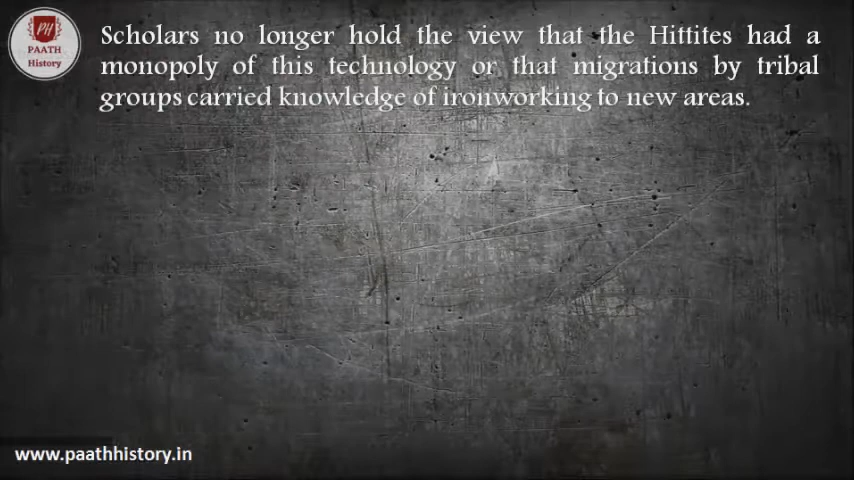 PH
PAATH
History
Scholars no longer hold the view that the Hittites had a
monopoly of this technology or that migrations by tribal
groups carried knowledge of ironworking to new areas.
www.paathhistory.in